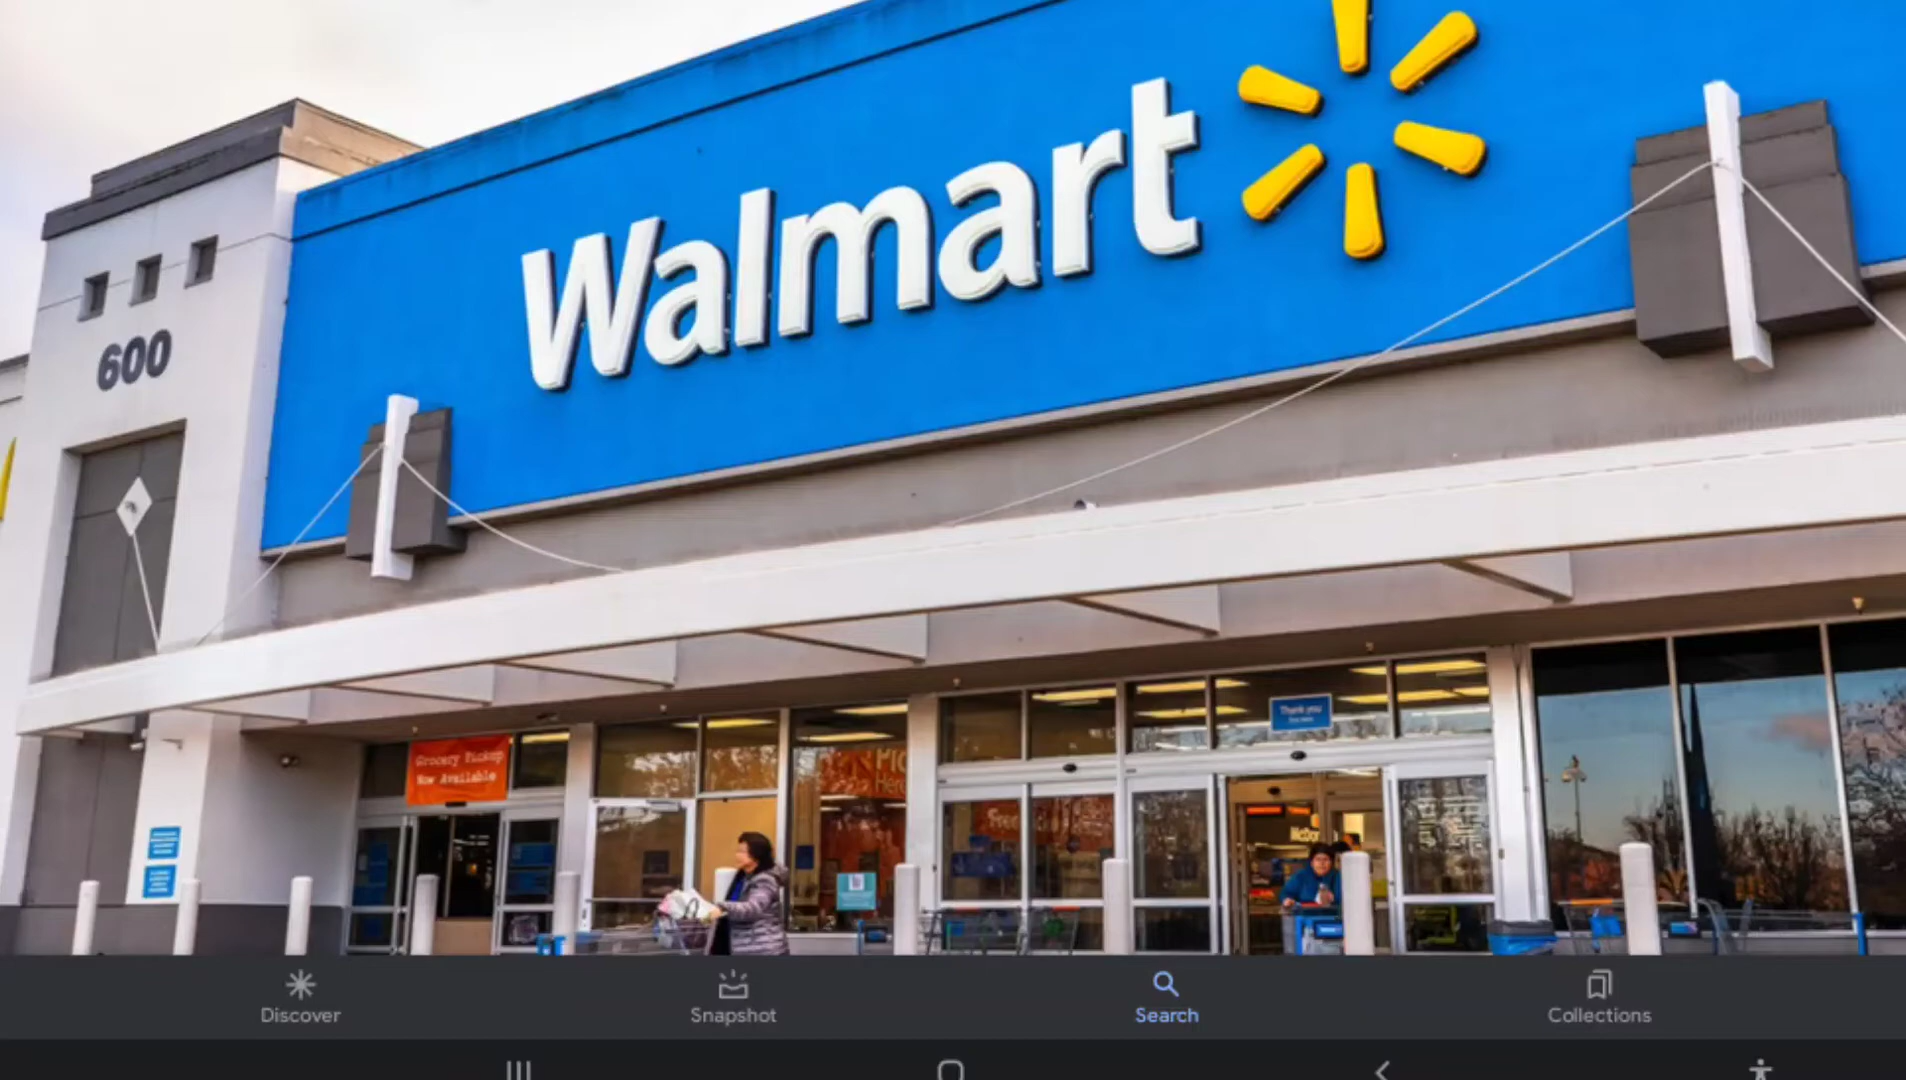 Walmart
600
Grocery Pickup
Now Available
Thank you
Discover
Snapshot
Search
Collections